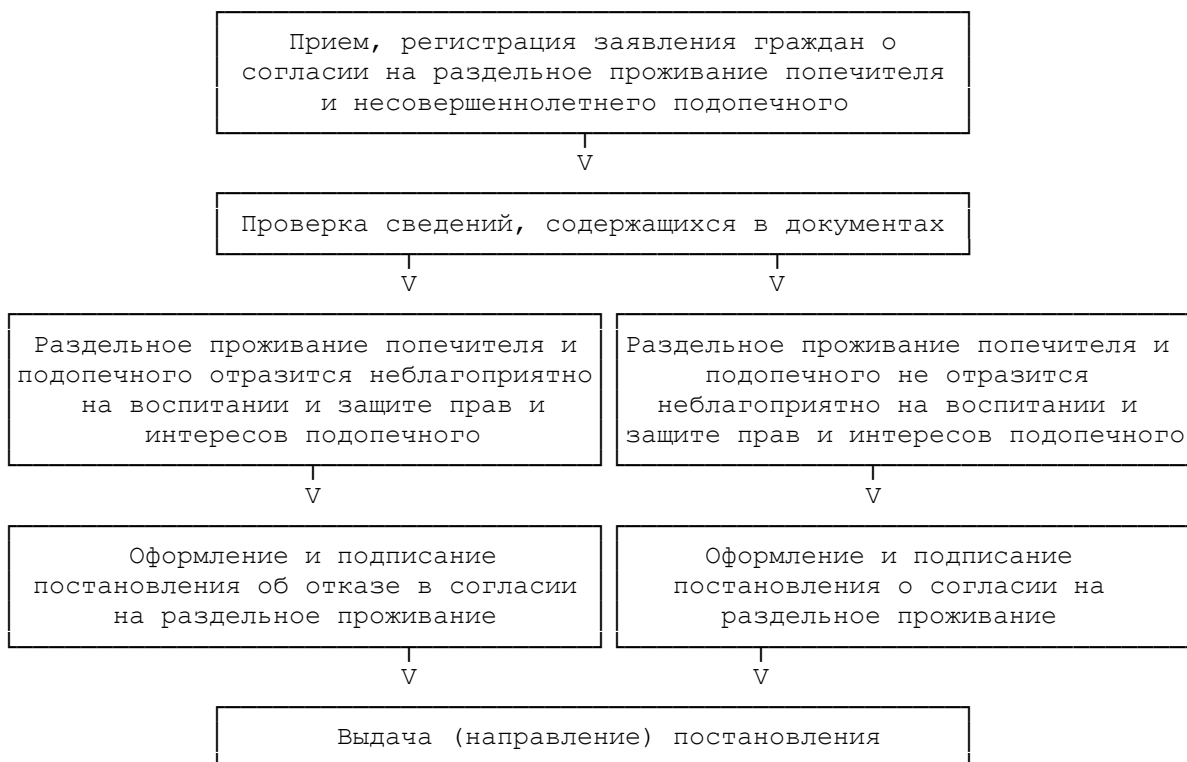 Прием, регистрация заявления граждан о
согласии на раздельное проживание попечителя
и несовершеннолетнего подопечного
V
Проверка сведений, содержащихся в документах
V
V
Раздельное проживание попечителя и
подопечного отразится неблагоприятно
на воспитании и защите прав и
интересов подопечного
Раздельное проживание попечителя и
подопечного не отразится
неблагоприятно на воспитании и
защите прав и интересов подопечного
V
V
Оформление и подписание
постановления об отказе в согласии
на раздельное проживание
Оформление и подписание
постановления о согласии на
раздельное проживание
V
V
Выдача (направление) постановления